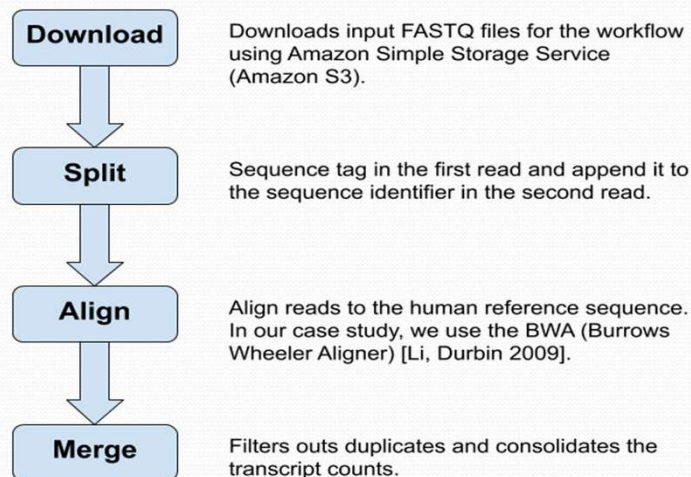 Download
Downloads input FASTQ files for the workflow
using Amazon Simple Storage Service
(Amazon S3).
Split
Sequence tag in the first read and append it to
the sequence identifier in the second read.
Align
Align reads to the human reference sequence.
In our case study, we use the BWA (Burrows
Wheeler Aligner) [Li, Durbin 2009].
Merge
Filters outs duplicates and consolidates the
transcript counts.